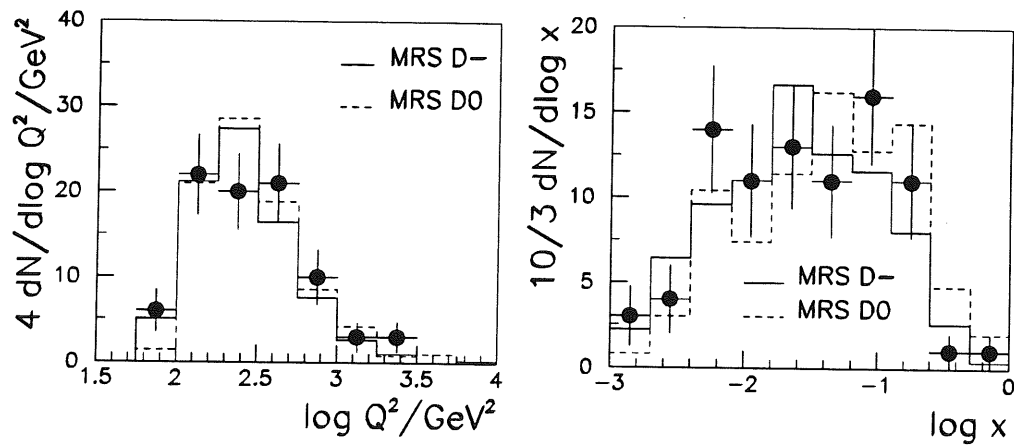 4 dN/dlog Q²/GeV²
40
30
20
10
0
MRS D-
MRS D0
1.5 2 2.5 3 3.5 4
log Q²/GeV²
10/3 dN/dlog x
20
15
10
5
0
MRS D-
MRS D0
-3 -2 -1 0
log x